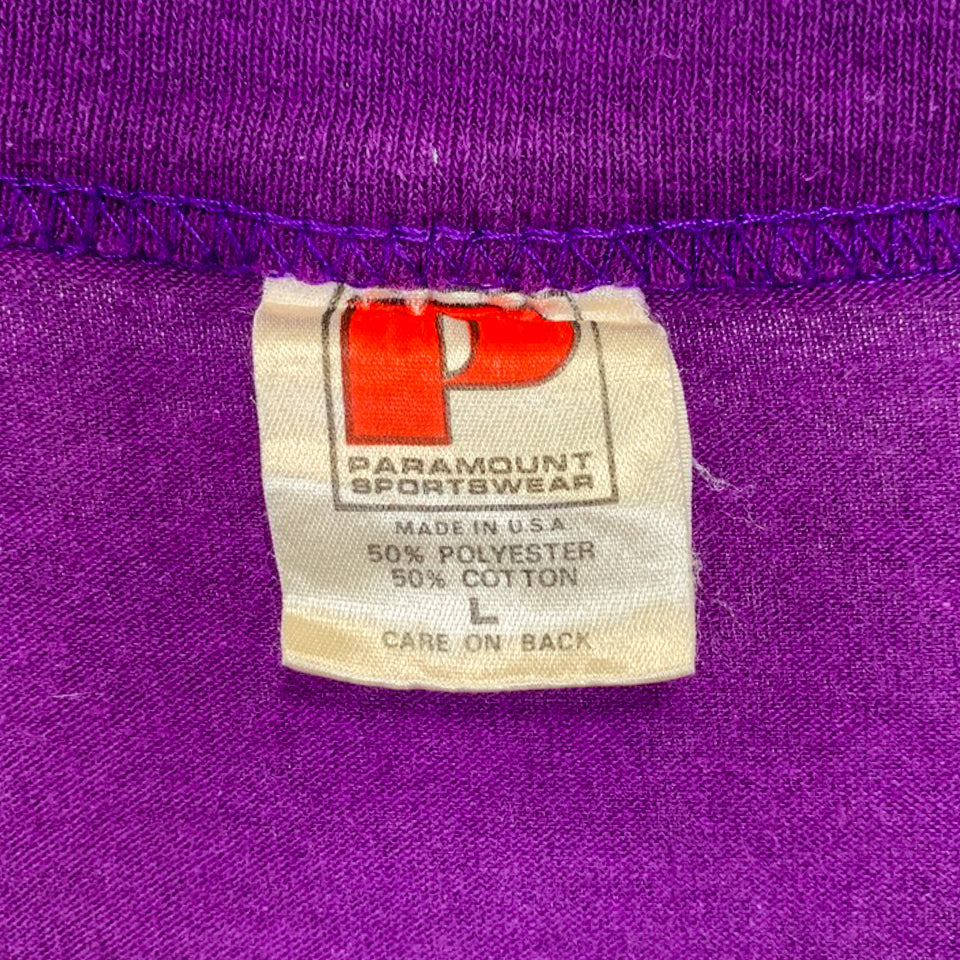 P
PARAMOUNT
SPORTSWEAR
MADE IN U.S.A
50% POLYESTER
50% COTTON
L
CARE ON BACK